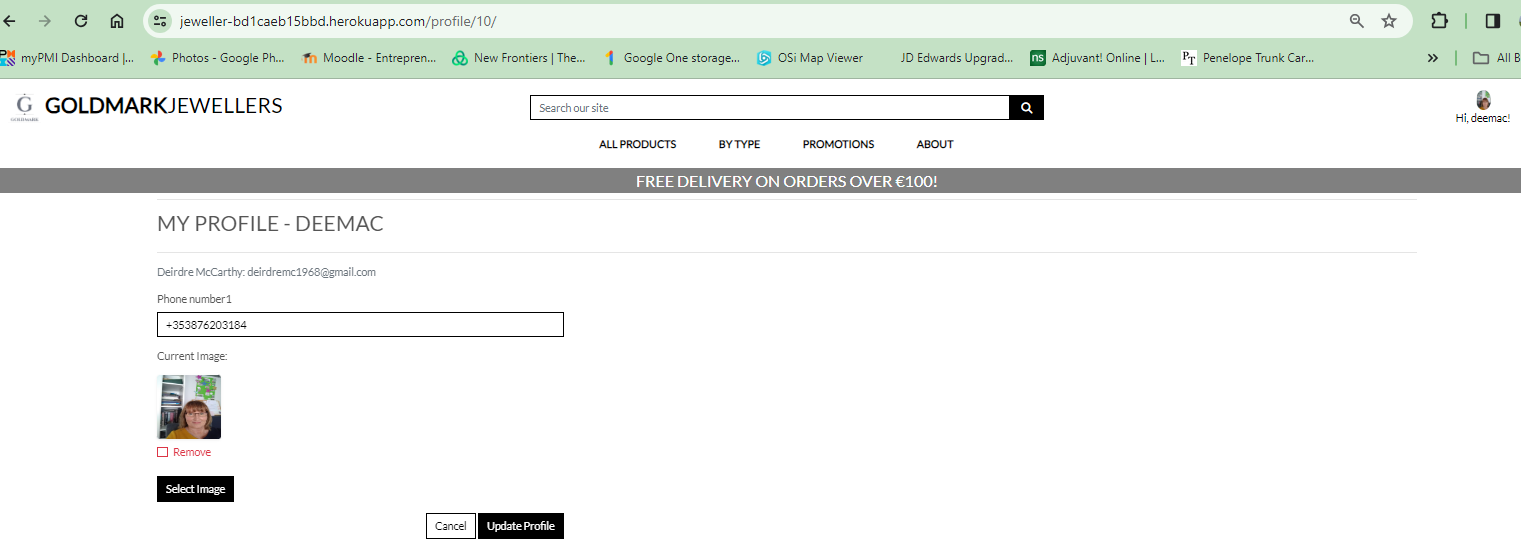 jeweller-bd1caeb15bbd.herokuapp.com/profile/10/
myPMI Dashboard |... Photos - Google Ph... Moodle - Entrepren... New Frontiers | The... Google One storage... OSi Map Viewer JD Edwards Upgrad... ns Adjuvant! Online | L... PT Penelope Trunk Car... » All B
G GOLDMARKJEWELLERS
GOLDMARK
Search our site
Hi, deemac!
ALL PRODUCTS BY TYPE PROMOTIONS ABOUT
FREE DELIVERY ON ORDERS OVER €100!
MY PROFILE - DEEMAC
Deirdre McCarthy: deirdremc1968@gmail.com
Phone number1
+353876203184
Current Image:
Remove
Select Image
Cancel Update Profile